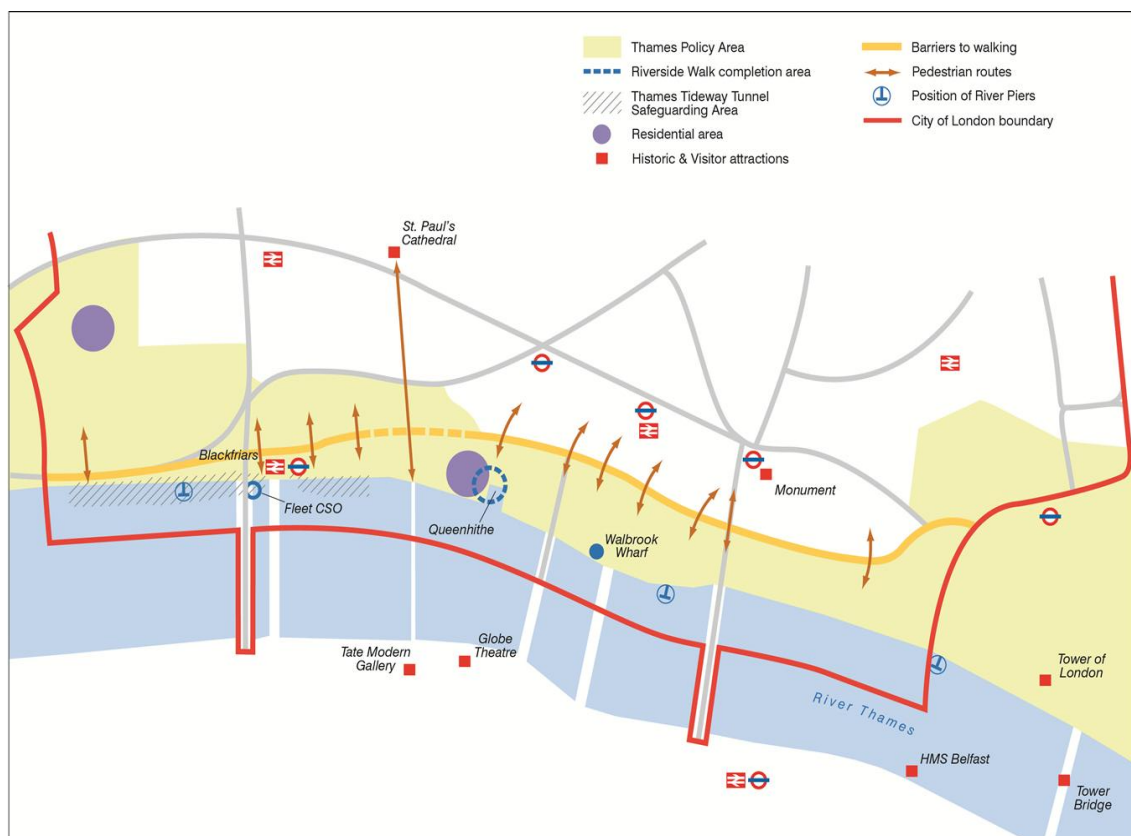 Thames Policy Area
Riverside Walk completion area
Thames Tideway Tunnel
Safeguarding Area
Residential area
Historic & Visitor attractions
Barriers to walking
Pedestrian routes
Position of River Piers
City of London boundary
St. Paul's
Cathedral
Blackfriars
Fleet CSO
Queenhithe
Monument
Walbrook
Wharf
Globe
Theatre
Tate Modern
Gallery
Tower of
London
River Thames
HMS Belfast
Tower
Bridge